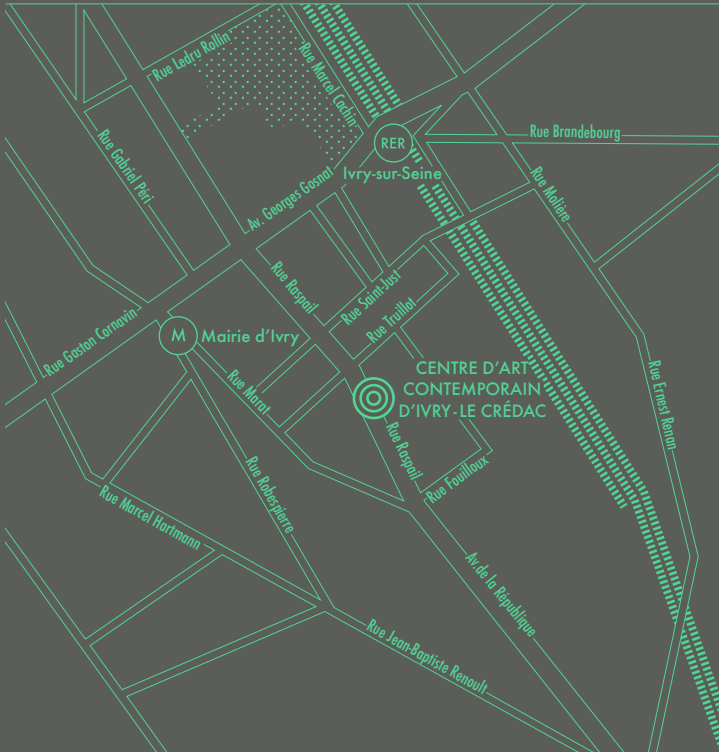 Rue Ledru Rollin
Rue Marcel Cachin
Rue Gabriel Péri
RER
Ivry-sur-Seine
Rue Brandebourg
Rue Molière
Av. Georges Gosnal
Rue Raspail
Rue Saint-Just
Rue Truillot
Rue Gaston Cornavin
M
Mairie d'Ivry
Rue Marat
CENTRE D'ART
CONTEMPORAIN
D'IVRY - LE CRÉDAC
Rue Ernest Renan
Rue Raspail
Rue Fouilloux
Rue Robespierre
Rue Marcel Hartmann
Av. de la République
Rue Jean-Baptiste Renoult